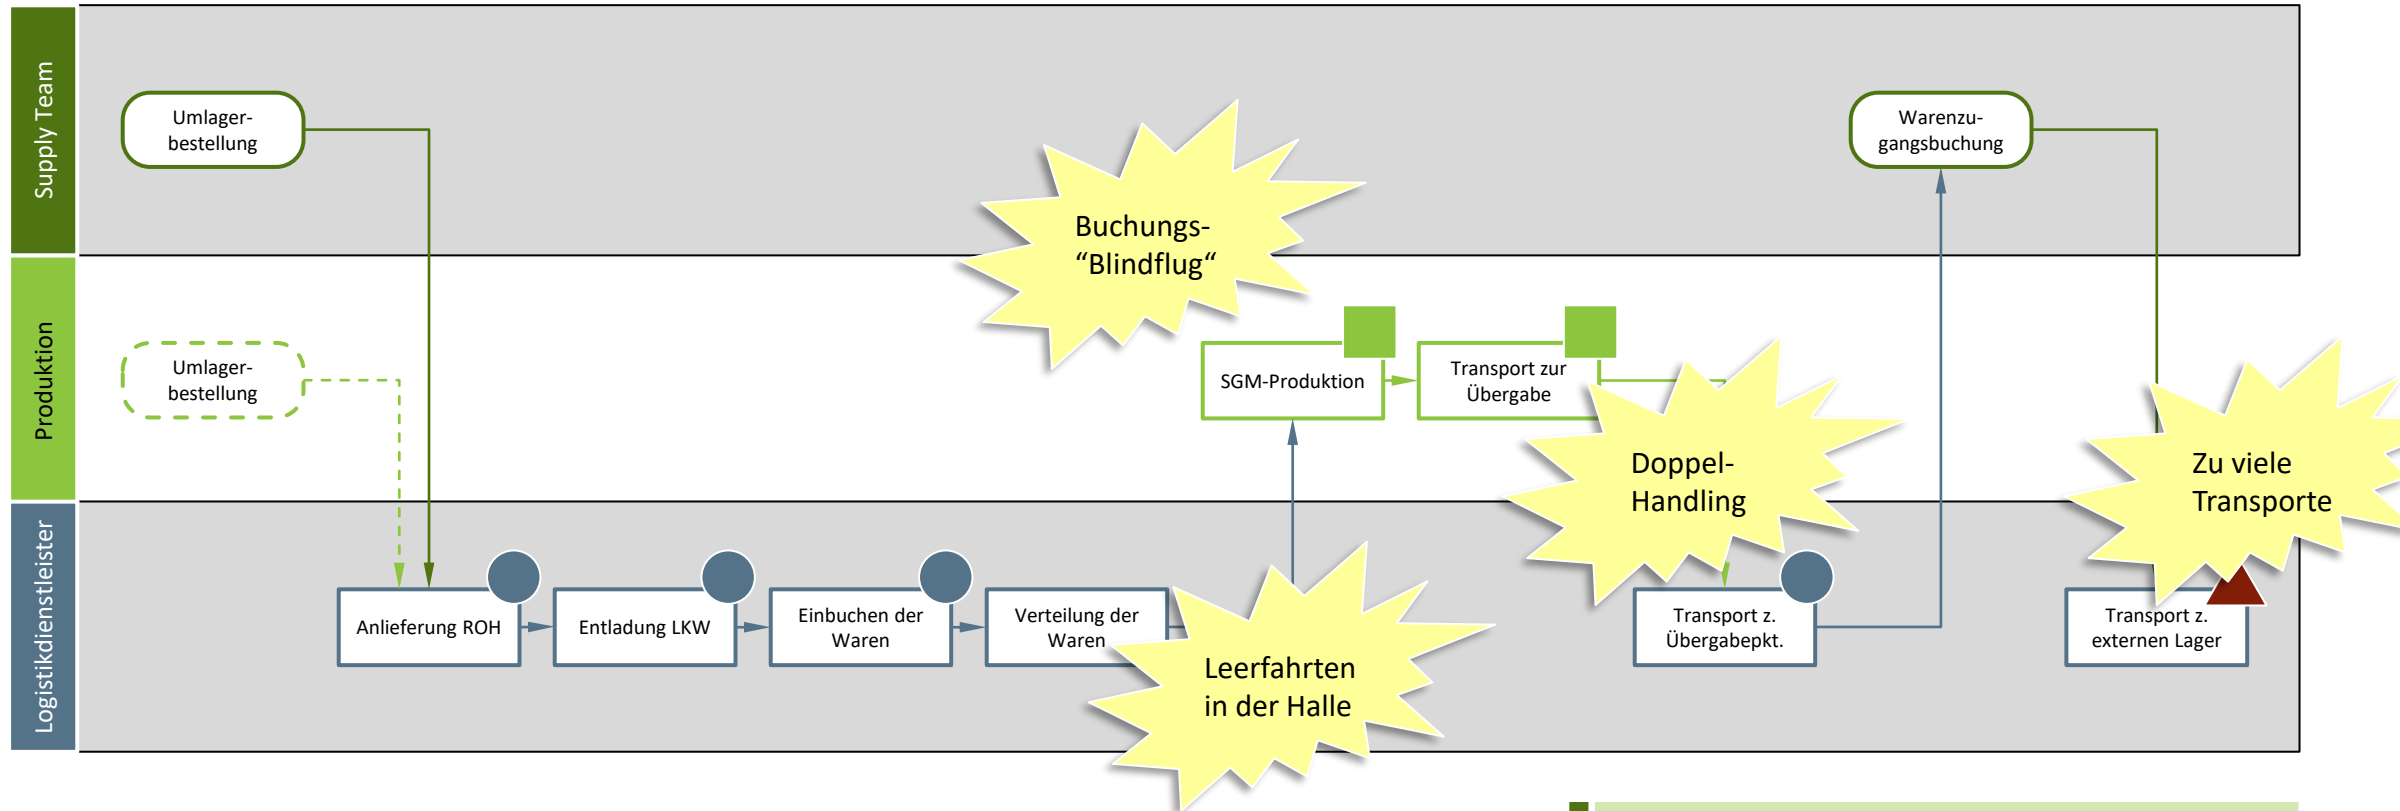 Supply Team
Umlager-
bestellung
Warenzu-
gangsbuchung
Buchungs-
“Blindflug“
Produktion
Umlager-
bestellung
SGM-Produktion
Transport zur
Übergabe
Doppel-
Handling
Zu viele
Transporte
Logistikdienstleister
Anlieferung ROH
Entladung LKW
Einbuchen der
Waren
Verteilung der
Waren
Leerfahrten
in der Halle
Transport z.
Übergabepkt.
Transport z.
externen Lager